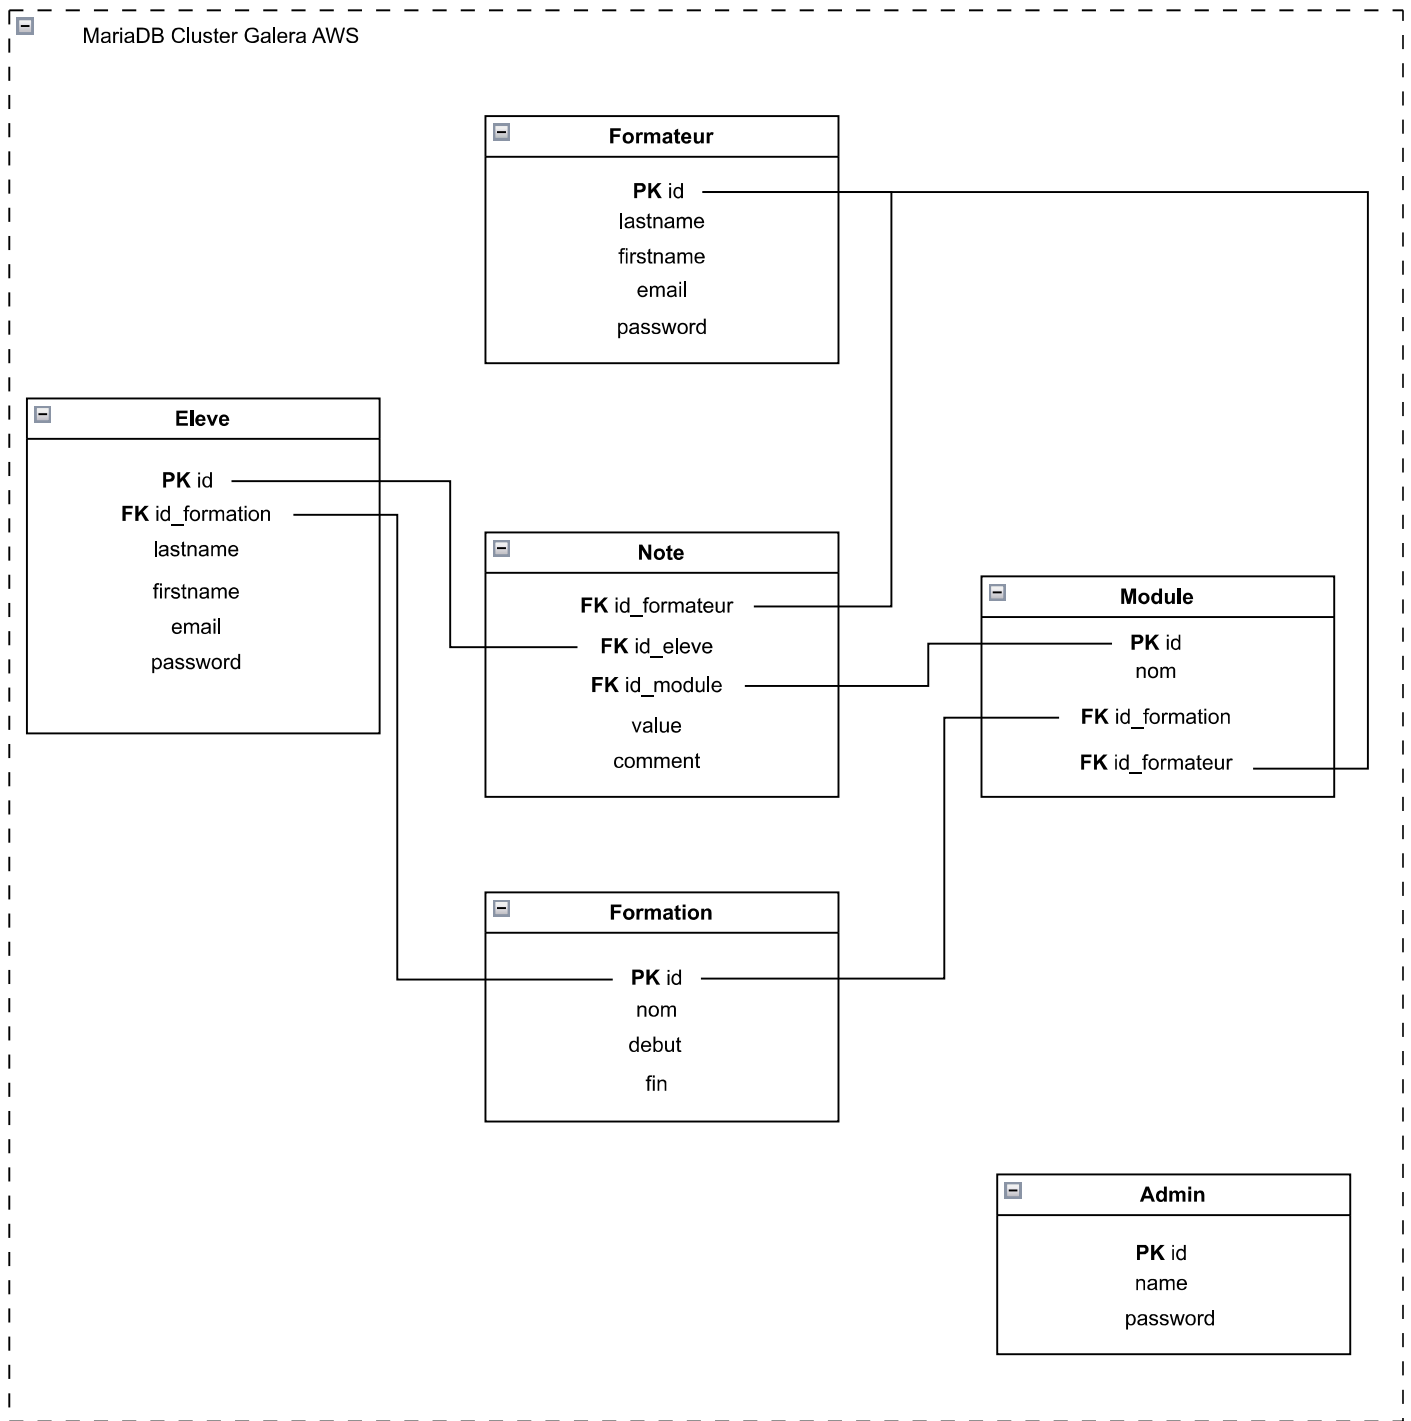 MariaDB Cluster Galera AWS
Formateur
PK id
lastname
firstname
email
password
Eleve
PK id
FK id_formation
lastname
firstname
email
password
Note
FK id_formateur
FK id_eleve
FK id_module
value
comment
Module
PK id
nom
FK id_formation
FK id_formateur
Formation
PK id
nom
debut
fin
Admin
PK id
name
password